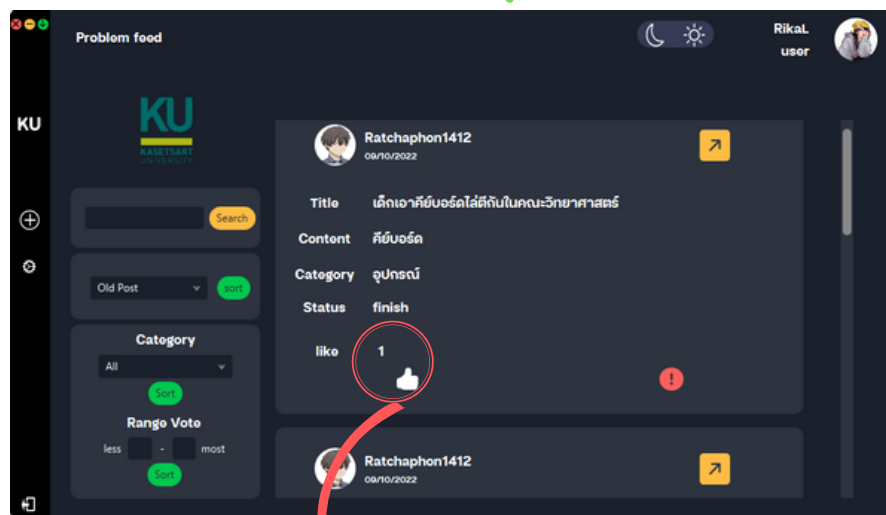 Problem feed
RikaL
user
KU
KU
KASETSART
UNIVERSITY
Search
Old Post
sort
Category
All
Sort
Range Vote
less - most
Sort
Ratchaphon1412
09/10/2022
Title เด็กเอาคีย์บอร์ดไล่ตีกันในคณะวิทยาศาสตร์
Content คีย์บอร์ด
Category อุปกรณ์
Status finish
like 1
Ratchaphon1412
09/10/2022